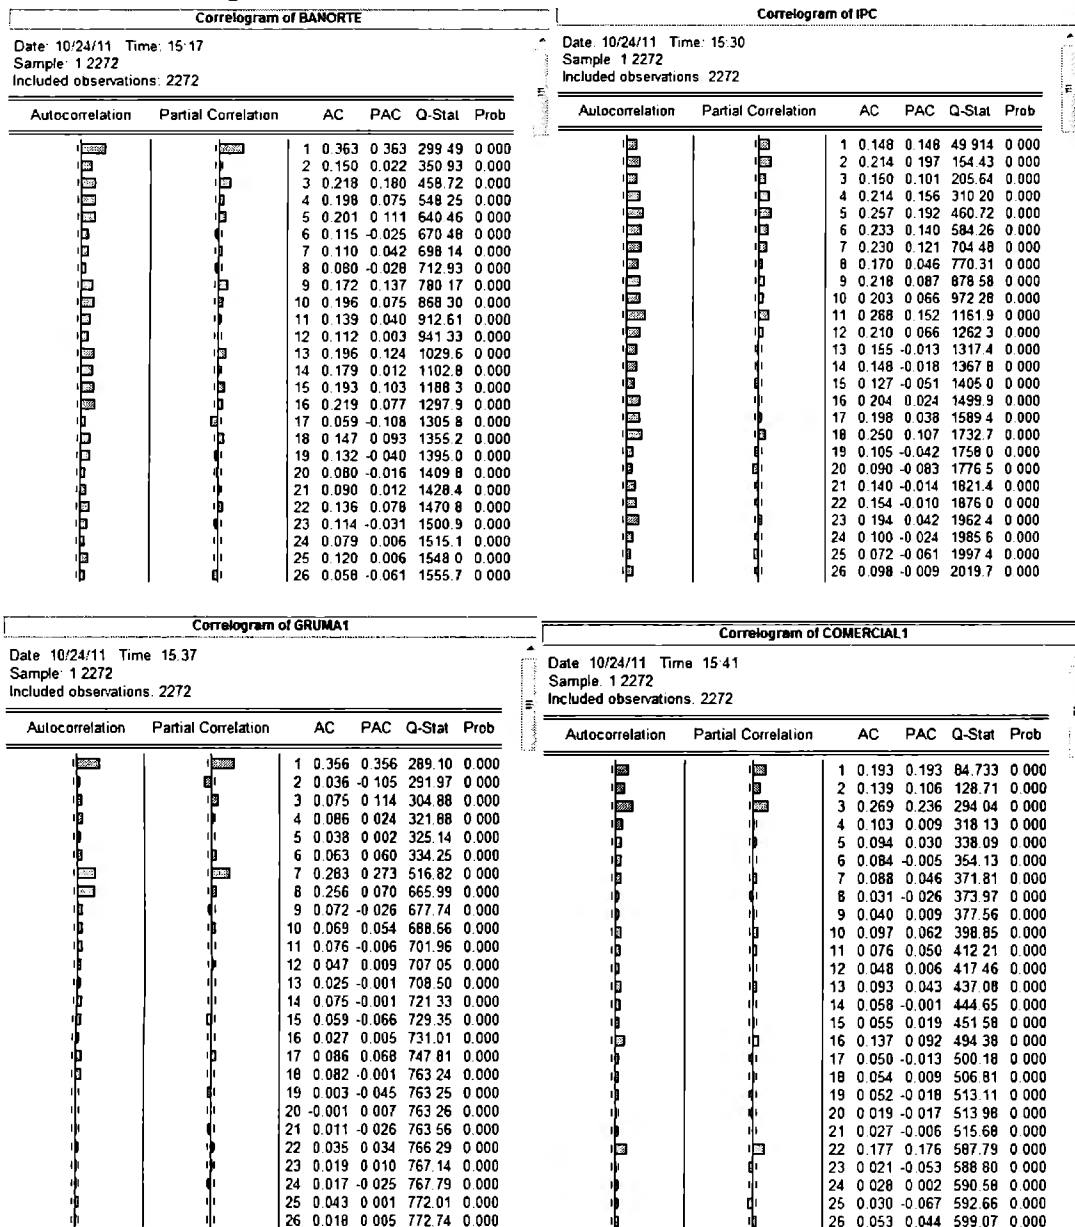 Correlogram of BANORTE
Date: 10/24/11 Time: 15:17
Sample: 1 2272
Included observations: 2272
Autocorrelation Partial Correlation AC PAC Q-Stat Prob
1 0.363 0.363 299.49 0.000
2 0.150 0.022 350.93 0.000
3 0.218 0.180 458.72 0.000
4 0.198 0.075 548.25 0.000
5 0.201 0.111 640.46 0.000
6 0.115 -0.025 670.48 0.000
7 0.110 0.042 698.14 0.000
8 0.080 -0.028 712.93 0.000
9 0.172 0.137 780.17 0.000
10 0.196 0.075 868.30 0.000
11 0.139 0.040 912.61 0.000
12 0.112 0.003 941.33 0.000
13 0.196 0.124 1029.6 0.000
14 0.179 0.012 1102.8 0.000
15 0.193 0.103 1188.3 0.000
16 0.219 0.077 1297.9 0.000
17 0.059 -0.108 1305.8 0.000
18 0.147 0.093 1355.2 0.000
19 0.132 -0.040 1395.0 0.000
20 0.080 -0.016 1409.8 0.000
21 0.090 0.012 1428.4 0.000
22 0.136 0.078 1470.8 0.000
23 0.114 -0.031 1500.9 0.000
24 0.079 0.006 1515.1 0.000
25 0.120 0.006 1548.0 0.000
26 0.058 -0.061 1555.7 0.000
Correlogram of IPC
Date: 10/24/11 Time: 15:30
Sample: 1 2272
Included observations: 2272
Autocorrelation Partial Correlation AC PAC Q-Stat Prob
1 0.148 0.148 49.914 0.000
2 0.214 0.197 154.43 0.000
3 0.150 0.101 205.64 0.000
4 0.214 0.156 310.20 0.000
5 0.257 0.192 460.72 0.000
6 0.233 0.140 584.26 0.000
7 0.230 0.121 704.48 0.000
8 0.170 0.046 770.31 0.000
9 0.218 0.087 878.58 0.000
10 0.203 0.066 972.28 0.000
11 0.288 0.152 1161.9 0.000
12 0.210 0.066 1262.3 0.000
13 0.155 -0.013 1317.4 0.000
14 0.148 -0.018 1367.8 0.000
15 0.127 -0.051 1405.0 0.000
16 0.204 0.024 1499.9 0.000
17 0.198 0.038 1589.4 0.000
18 0.250 0.107 1732.7 0.000
19 0.105 -0.042 1758.0 0.000
20 0.090 -0.083 1776.5 0.000
21 0.140 -0.014 1821.4 0.000
22 0.154 -0.010 1876.0 0.000
23 0.194 0.042 1962.4 0.000
24 0.100 -0.024 1985.6 0.000
25 0.072 -0.061 1997.4 0.000
26 0.098 -0.009 2019.7 0.000
Correlogram of GRUMA1
Date: 10/24/11 Time: 15:37
Sample: 1 2272
Included observations: 2272
Autocorrelation Partial Correlation AC PAC Q-Stat Prob
1 0.356 0.356 289.10 0.000
2 0.036 -0.105 291.97 0.000
3 0.075 0.114 304.88 0.000
4 0.086 0.024 321.88 0.000
5 0.038 0.002 325.14 0.000
6 0.063 0.060 334.25 0.000
7 0.283 0.273 516.82 0.000
8 0.256 0.070 665.99 0.000
9 0.072 -0.026 677.74 0.000
10 0.069 0.054 688.66 0.000
11 0.076 -0.006 701.96 0.000
12 0.047 0.009 707.05 0.000
13 0.025 -0.001 708.50 0.000
14 0.075 -0.001 721.33 0.000
15 0.059 -0.066 729.35 0.000
16 0.027 0.005 731.01 0.000
17 0.086 0.068 747.81 0.000
18 0.082 -0.001 763.24 0.000
19 0.003 -0.045 763.25 0.000
20 -0.001 0.007 763.26 0.000
21 0.011 -0.026 763.56 0.000
22 0.035 0.034 766.29 0.000
23 0.019 0.010 767.14 0.000
24 0.017 -0.025 767.79 0.000
25 0.043 0.001 772.01 0.000
26 0.018 0.005 772.74 0.000
Correlogram of COMERCIAL1
Date: 10/24/11 Time: 15:41
Sample: 1 2272
Included observations: 2272
Autocorrelation Partial Correlation AC PAC Q-Stat Prob
1 0.193 0.193 84.733 0.000
2 0.139 0.106 128.71 0.000
3 0.269 0.236 294.04 0.000
4 0.103 0.009 318.13 0.000
5 0.094 0.030 338.09 0.000
6 0.084 -0.005 354.13 0.000
7 0.088 0.046 371.81 0.000
8 0.031 -0.026 373.97 0.000
9 0.040 0.009 377.56 0.000
10 0.097 0.062 398.85 0.000
11 0.076 0.050 412.21 0.000
12 0.048 0.006 417.46 0.000
13 0.093 0.043 437.08 0.000
14 0.058 -0.001 444.65 0.000
15 0.055 0.019 451.58 0.000
16 0.137 0.092 494.38 0.000
17 0.050 -0.013 500.18 0.000
18 0.054 0.009 506.81 0.000
19 0.052 -0.018 513.11 0.000
20 0.019 -0.017 513.98 0.000
21 0.027 -0.006 515.68 0.000
22 0.177 0.176 587.79 0.000
23 0.021 -0.053 588.80 0.000
24 0.028 0.002 590.58 0.000
25 0.030 -0.067 592.66 0.000
26 0.053 0.044 599.07 0.000